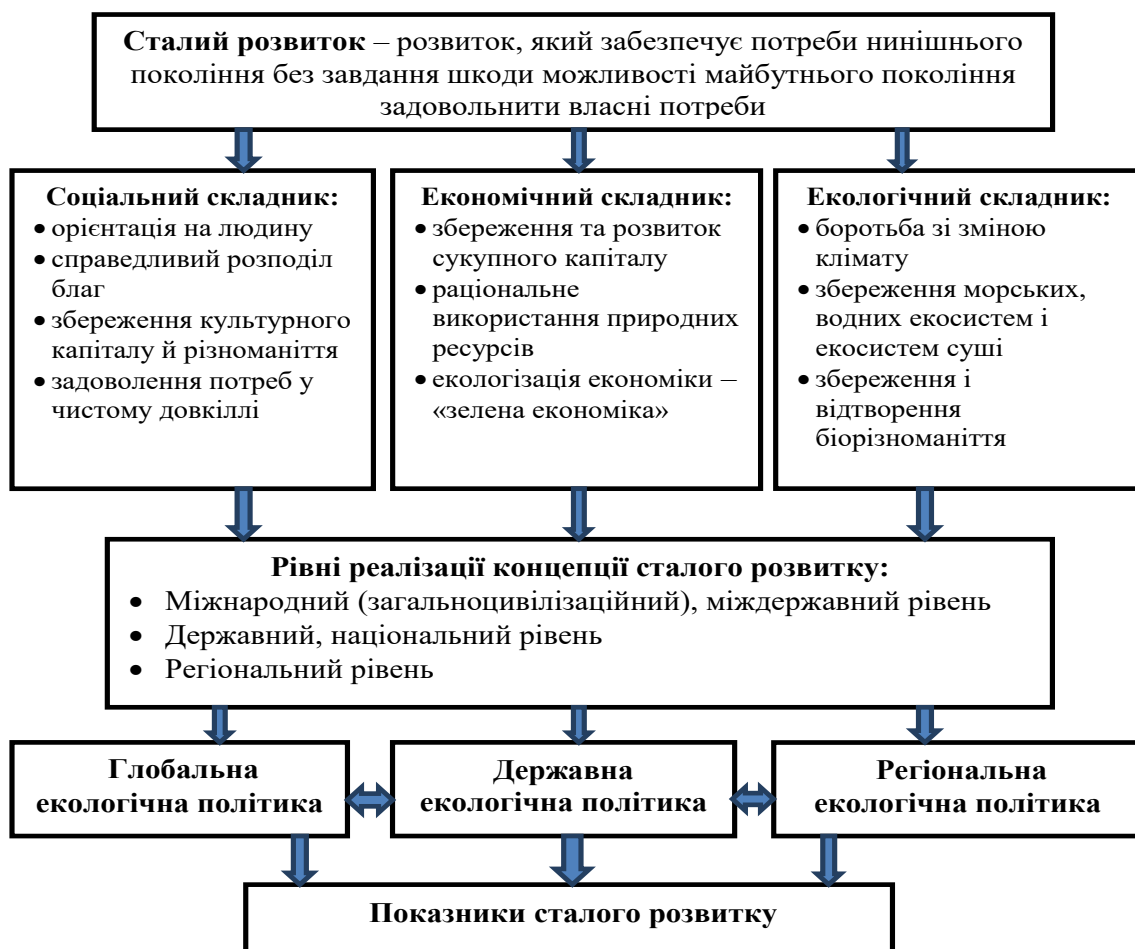 Сталий розвиток – розвиток, який забезпечує потреби нинішнього
покоління без завдання шкоди можливості майбутнього покоління
задовольнити власні потреби
Соціальний складник:
• орієнтація на людину
• справедливий розподіл
благ
• збереження культурного
капіталу й різноманіття
• задоволення потреб у
чистому довкіллі
Економічний складник:
• збереження та розвиток
сукупного капіталу
• раціональне
використання природних
ресурсів
• екологізація економіки –
«зелена економіка»
Екологічний складник:
• боротьба зі зміною
клімату
• збереження морських,
водних екосистем і
екосистем суші
• збереження і
відтворення
біорізноманіття
Рівні реалізації концепції сталого розвитку:
• Міжнародний (загальноцивілізаційний), міждержавний рівень
• Державний, національний рівень
• Регіональний рівень
Глобальна
екологічна політика
Державна
екологічна політика
Регіональна
екологічна політика
Показники сталого розвитку